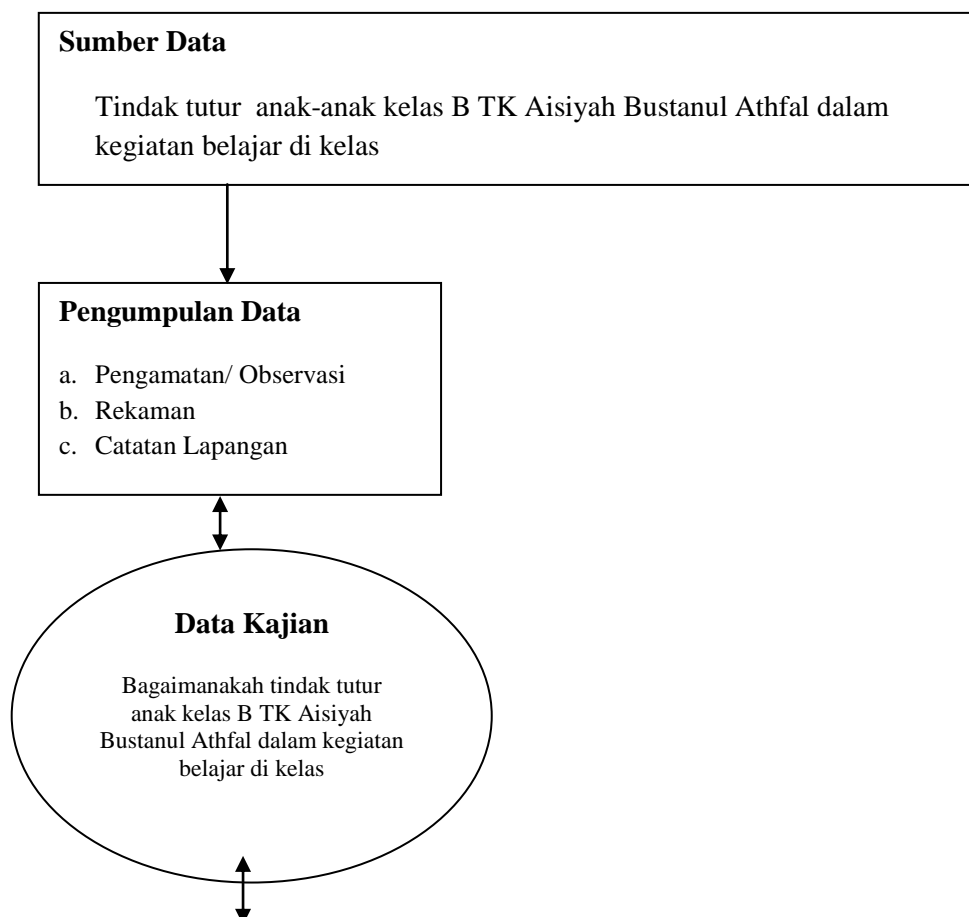 Sumber Data
Tindak tutur anak-anak kelas B TK Aisiyah Bustanul Athfal dalam
kegiatan belajar di kelas
Pengumpulan Data
a. Pengamatan/ Observasi
b. Rekaman
c. Catatan Lapangan
Data Kajian
Bagaimanakah tindak tutur
anak kelas B TK Aisiyah
Bustanul Athfal dalam kegiatan
belajar di kelas